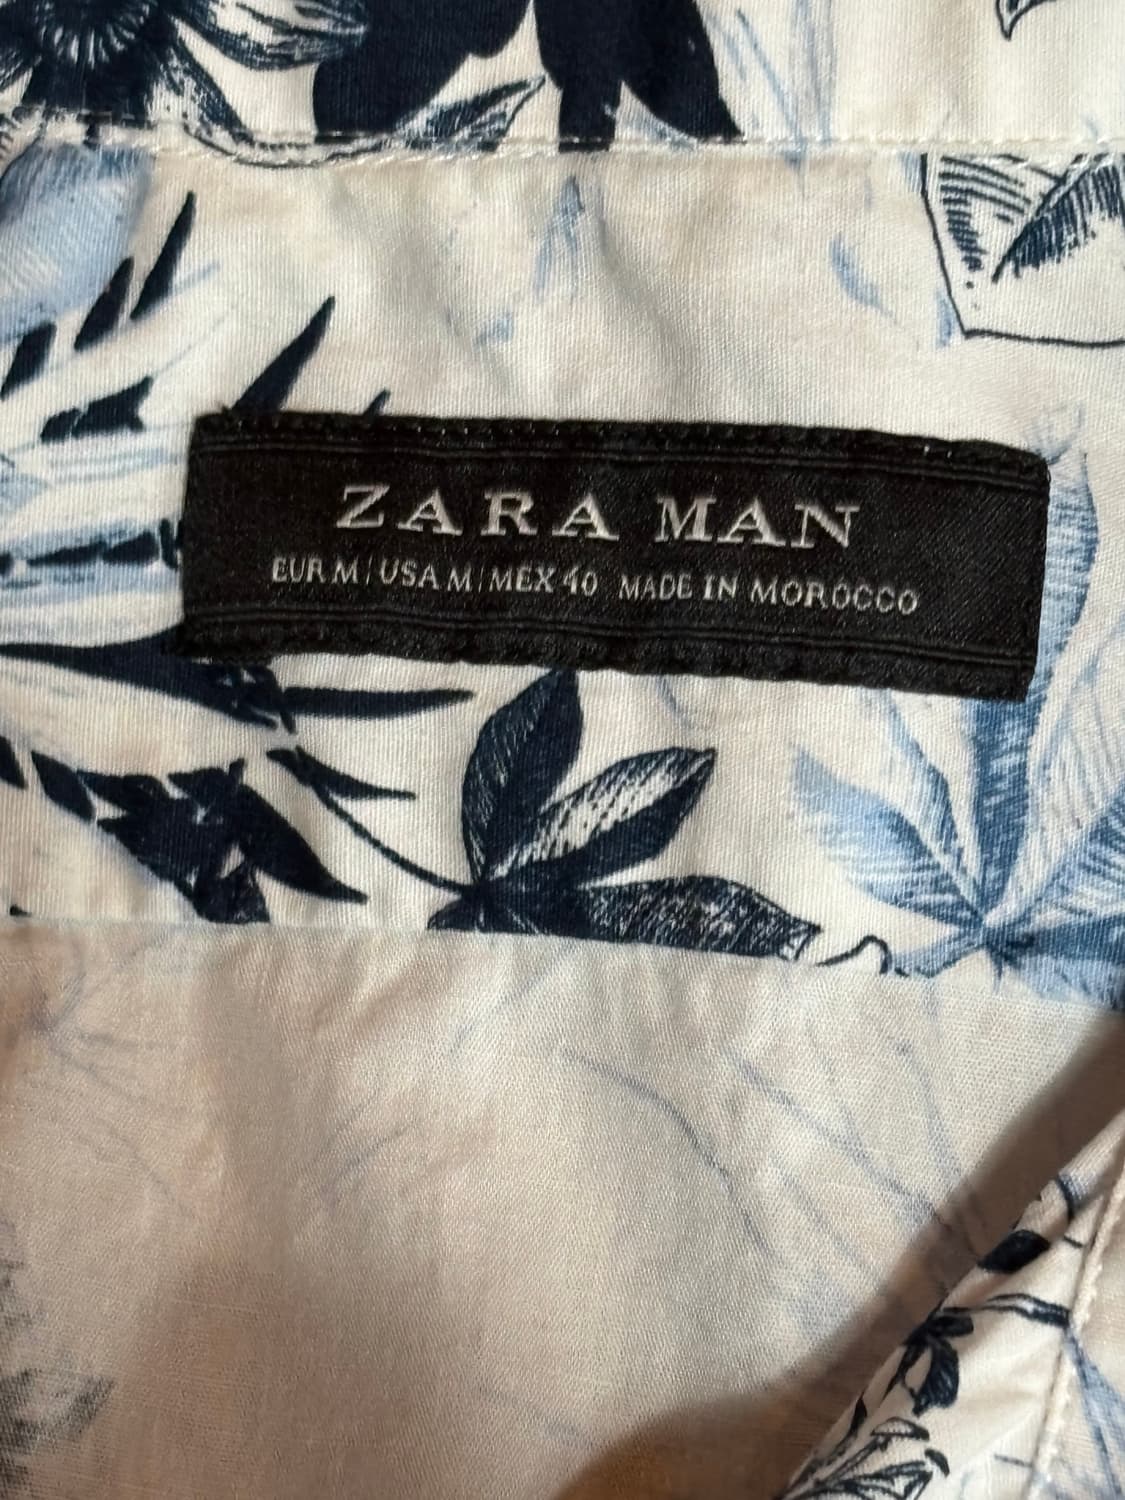 ZARA MAN
EUR M | USA M | MEX 40 MADE IN MOROCCO